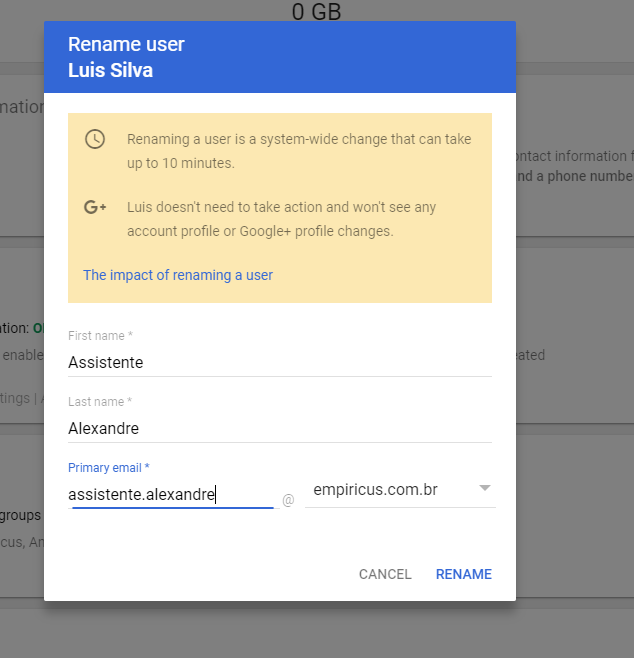 0 GB
Rename user
Luis Silva
Renaming a user is a system-wide change that can take
up to 10 minutes.
G+
Luis doesn't need to take action and won't see any
account profile or Google+ profile changes.
The impact of renaming a user
First name *
Assistente
Last name *
Alexandre
Primary email *
assistente.alexandre @ empiricus.com.br
CANCEL RENAME
ontact information f
nd a phone numbe
enable
eated
tings |
groups
cus, An